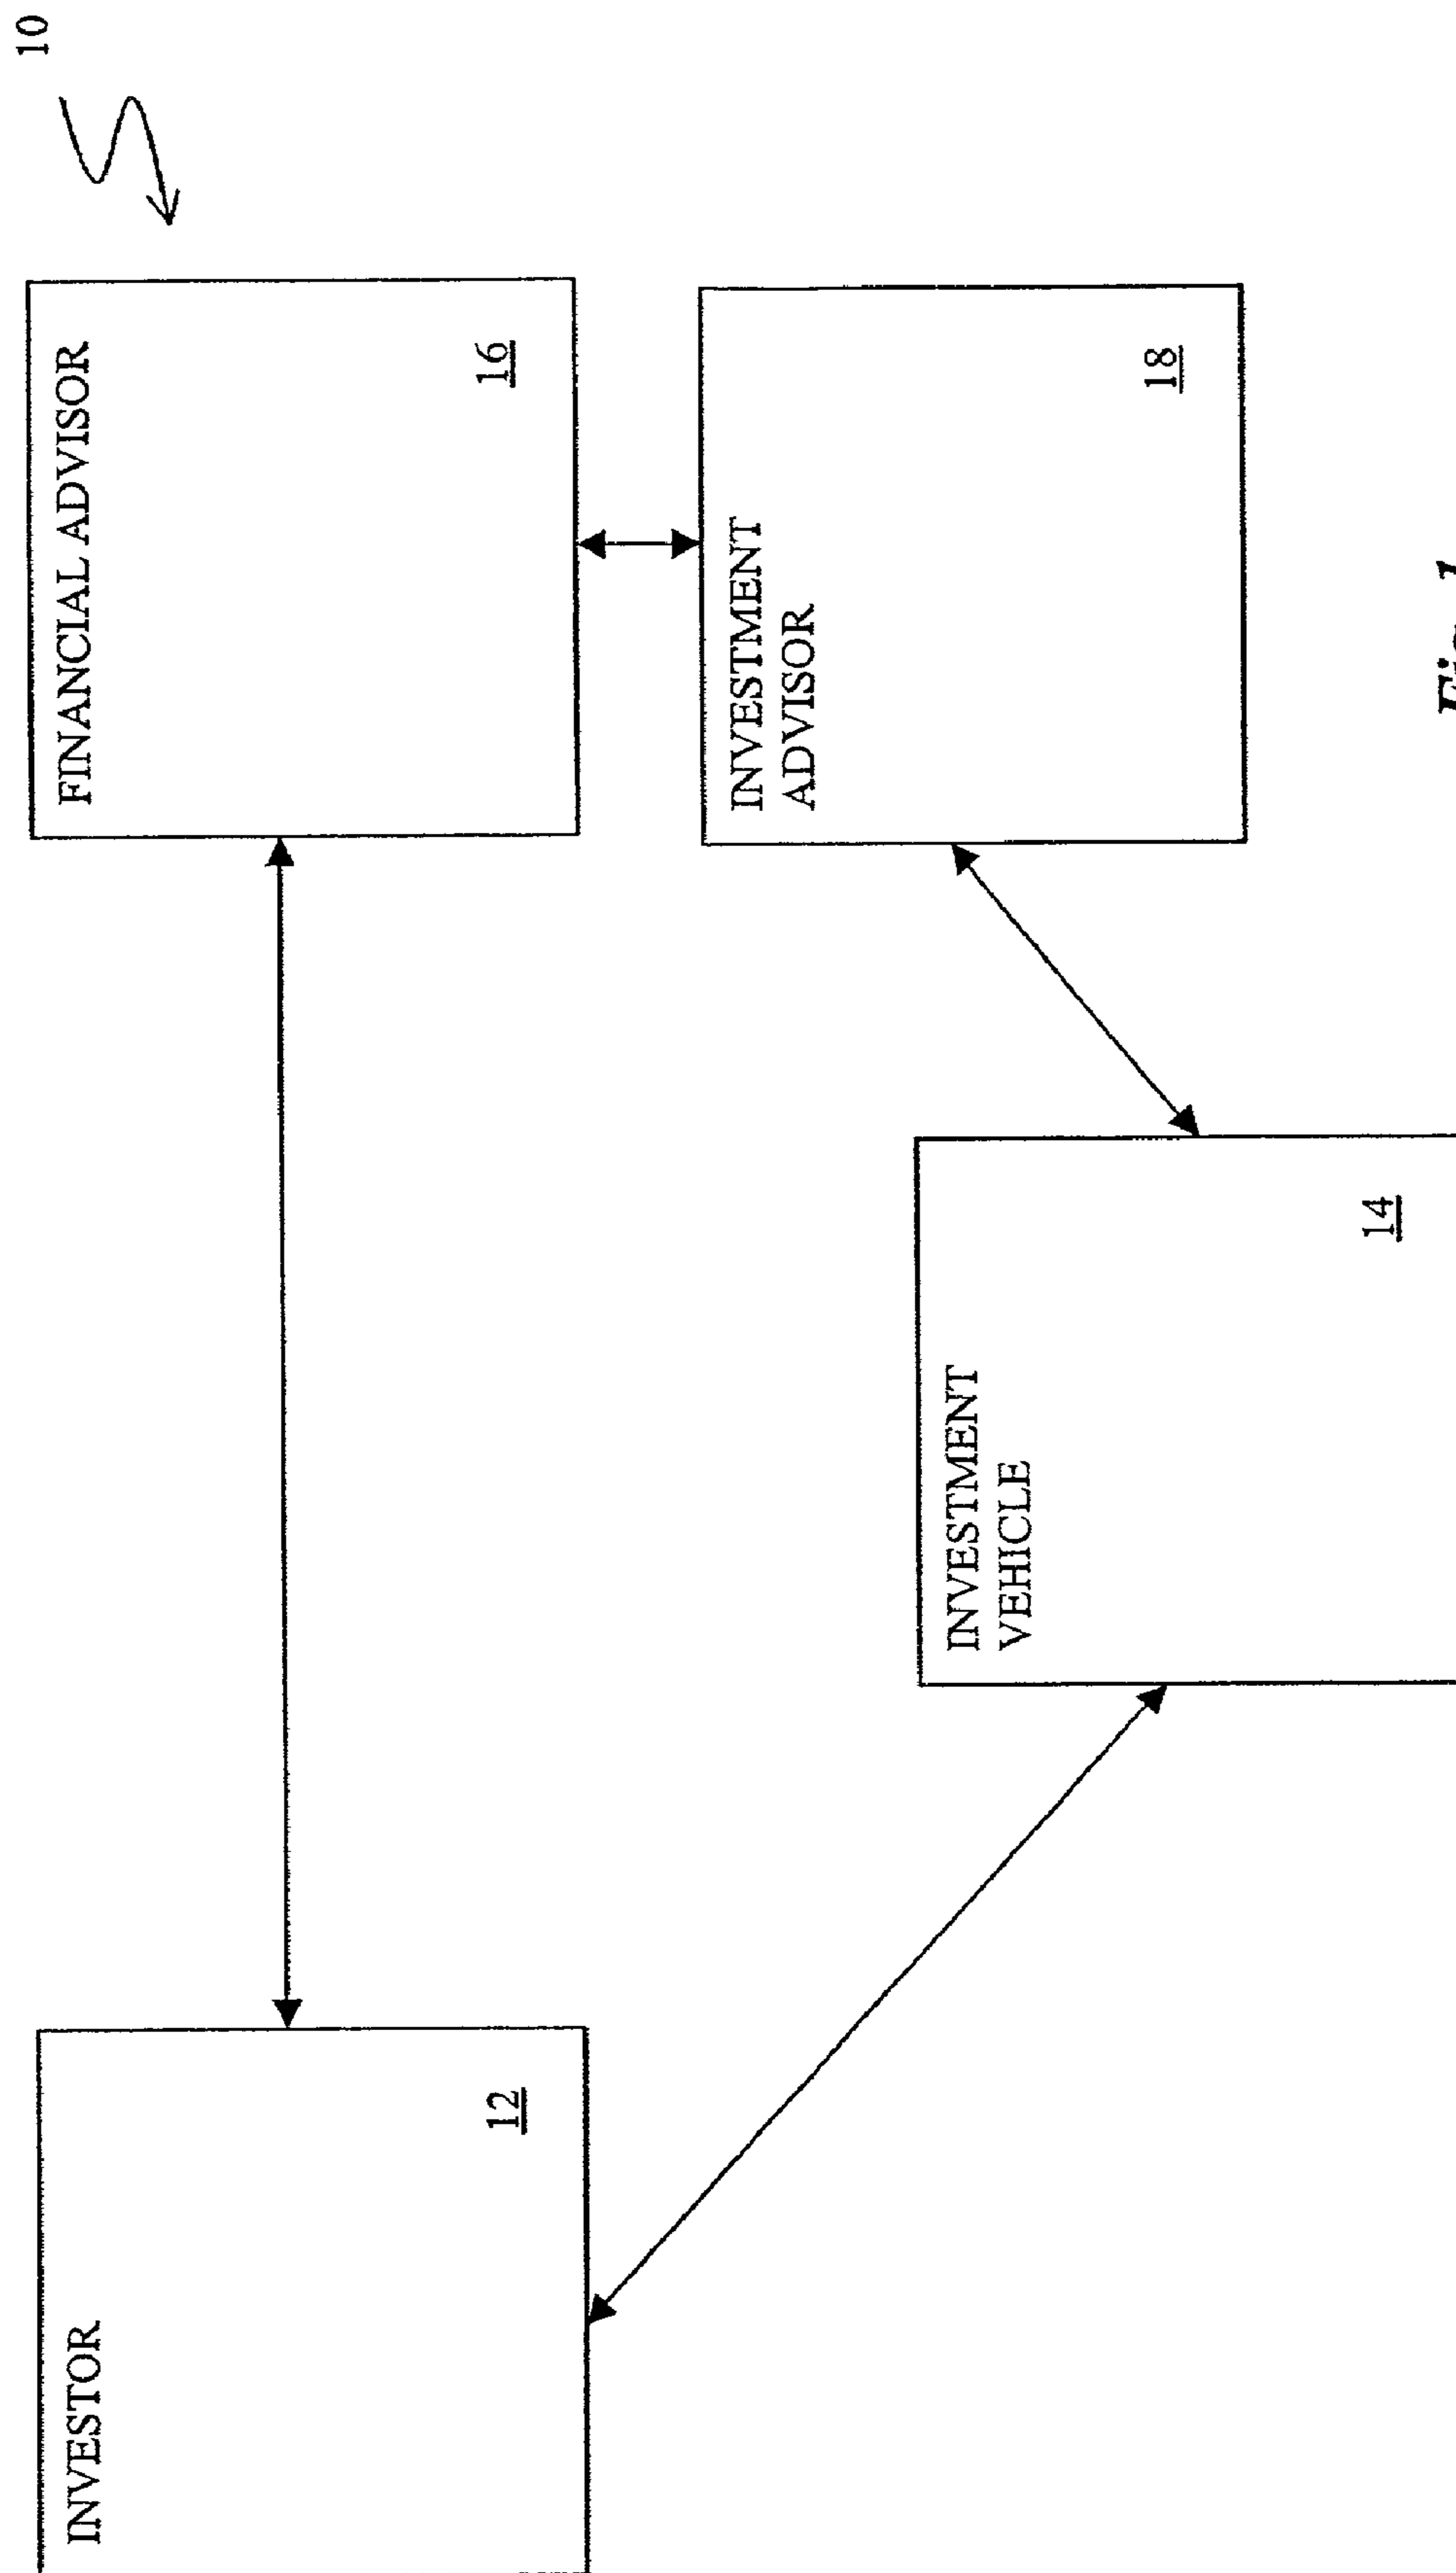 10
INVESTOR
12
FINANCIAL ADVISOR
16
INVESTMENT
ADVISOR
18
INVESTMENT
VEHICLE
14